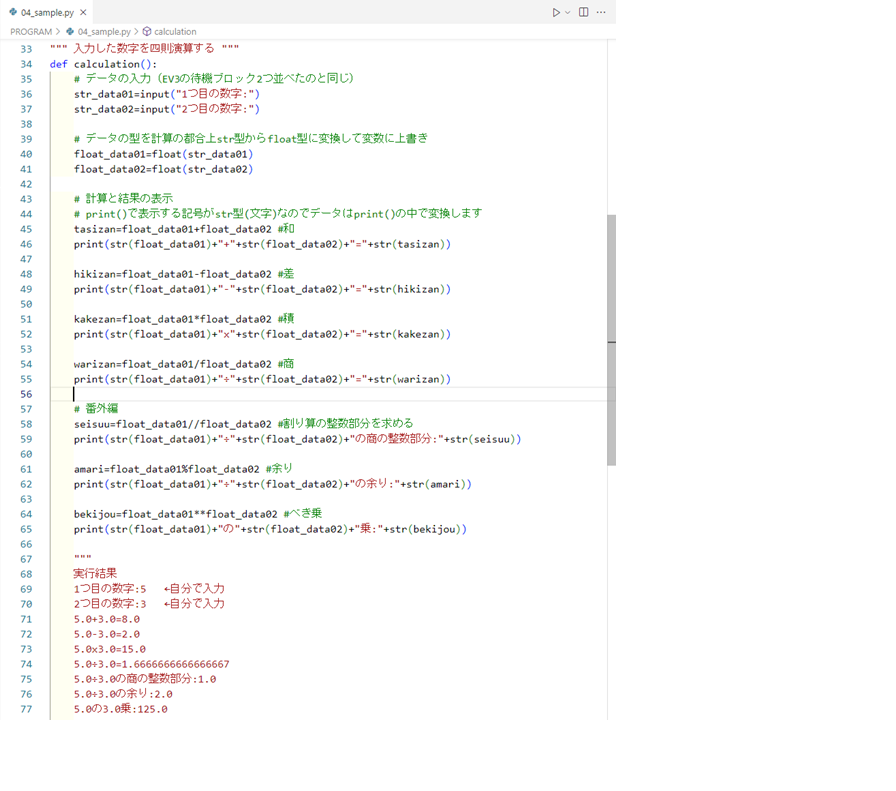 04_sample.py ×
PROGRAM > 04_sample.py > calculation
33 """ 入力した数字を四則演算する """
34 def calculation():
35     # データの入力（EV3の待機ブロック2つ並べたのと同じ）
36     str_data01=input("1つ目の数字:")
37     str_data02=input("2つ目の数字:")
38
39     # データの型を計算の都合上str型からfloat型に変換して変数に上書き
40     float_data01=float(str_data01)
41     float_data02=float(str_data02)
42
43     # 計算と結果の表示
44     # print()で表示する記号がstr型(文字)なのでデータはprint()の中で変換します
45     tasizan=float_data01+float_data02 #和
46     print(str(float_data01)+"+"+str(float_data02)+"="+str(tasizan))
47
48     hikizan=float_data01-float_data02 #差
49     print(str(float_data01)+"-"+str(float_data02)+"="+str(hikizan))
50
51     kakezan=float_data01*float_data02 #積
52     print(str(float_data01)+"x"+str(float_data02)+"="+str(kakezan))
53
54     warizan=float_data01/float_data02 #商
55     print(str(float_data01)+"÷"+str(float_data02)+"="+str(warizan))
56
57     # 番外編
58     seisuu=float_data01//float_data02 #割り算の整数部分を求める
59     print(str(float_data01)+"÷"+str(float_data02)+"の商の整数部分:"+str(seisuu))
60
61     amari=float_data01%float_data02 #余り
62     print(str(float_data01)+"÷"+str(float_data02)+"の余り:"+str(amari))
63
64     bekijou=float_data01**float_data02 #べき乗
65     print(str(float_data01)+"の"+str(float_data02)+"乗:"+str(bekijou))
66
67     """
68     実行結果
69     1つ目の数字:5   ←自分で入力
70     2つ目の数字:3   ←自分で入力
71     5.0+3.0=8.0
72     5.0-3.0=2.0
73     5.0x3.0=15.0
74     5.0÷3.0=1.6666666666666667
75     5.0÷3.0の商の整数部分:1.0
76     5.0÷3.0の余り:2.0
77     5.0の3.0乗:125.0